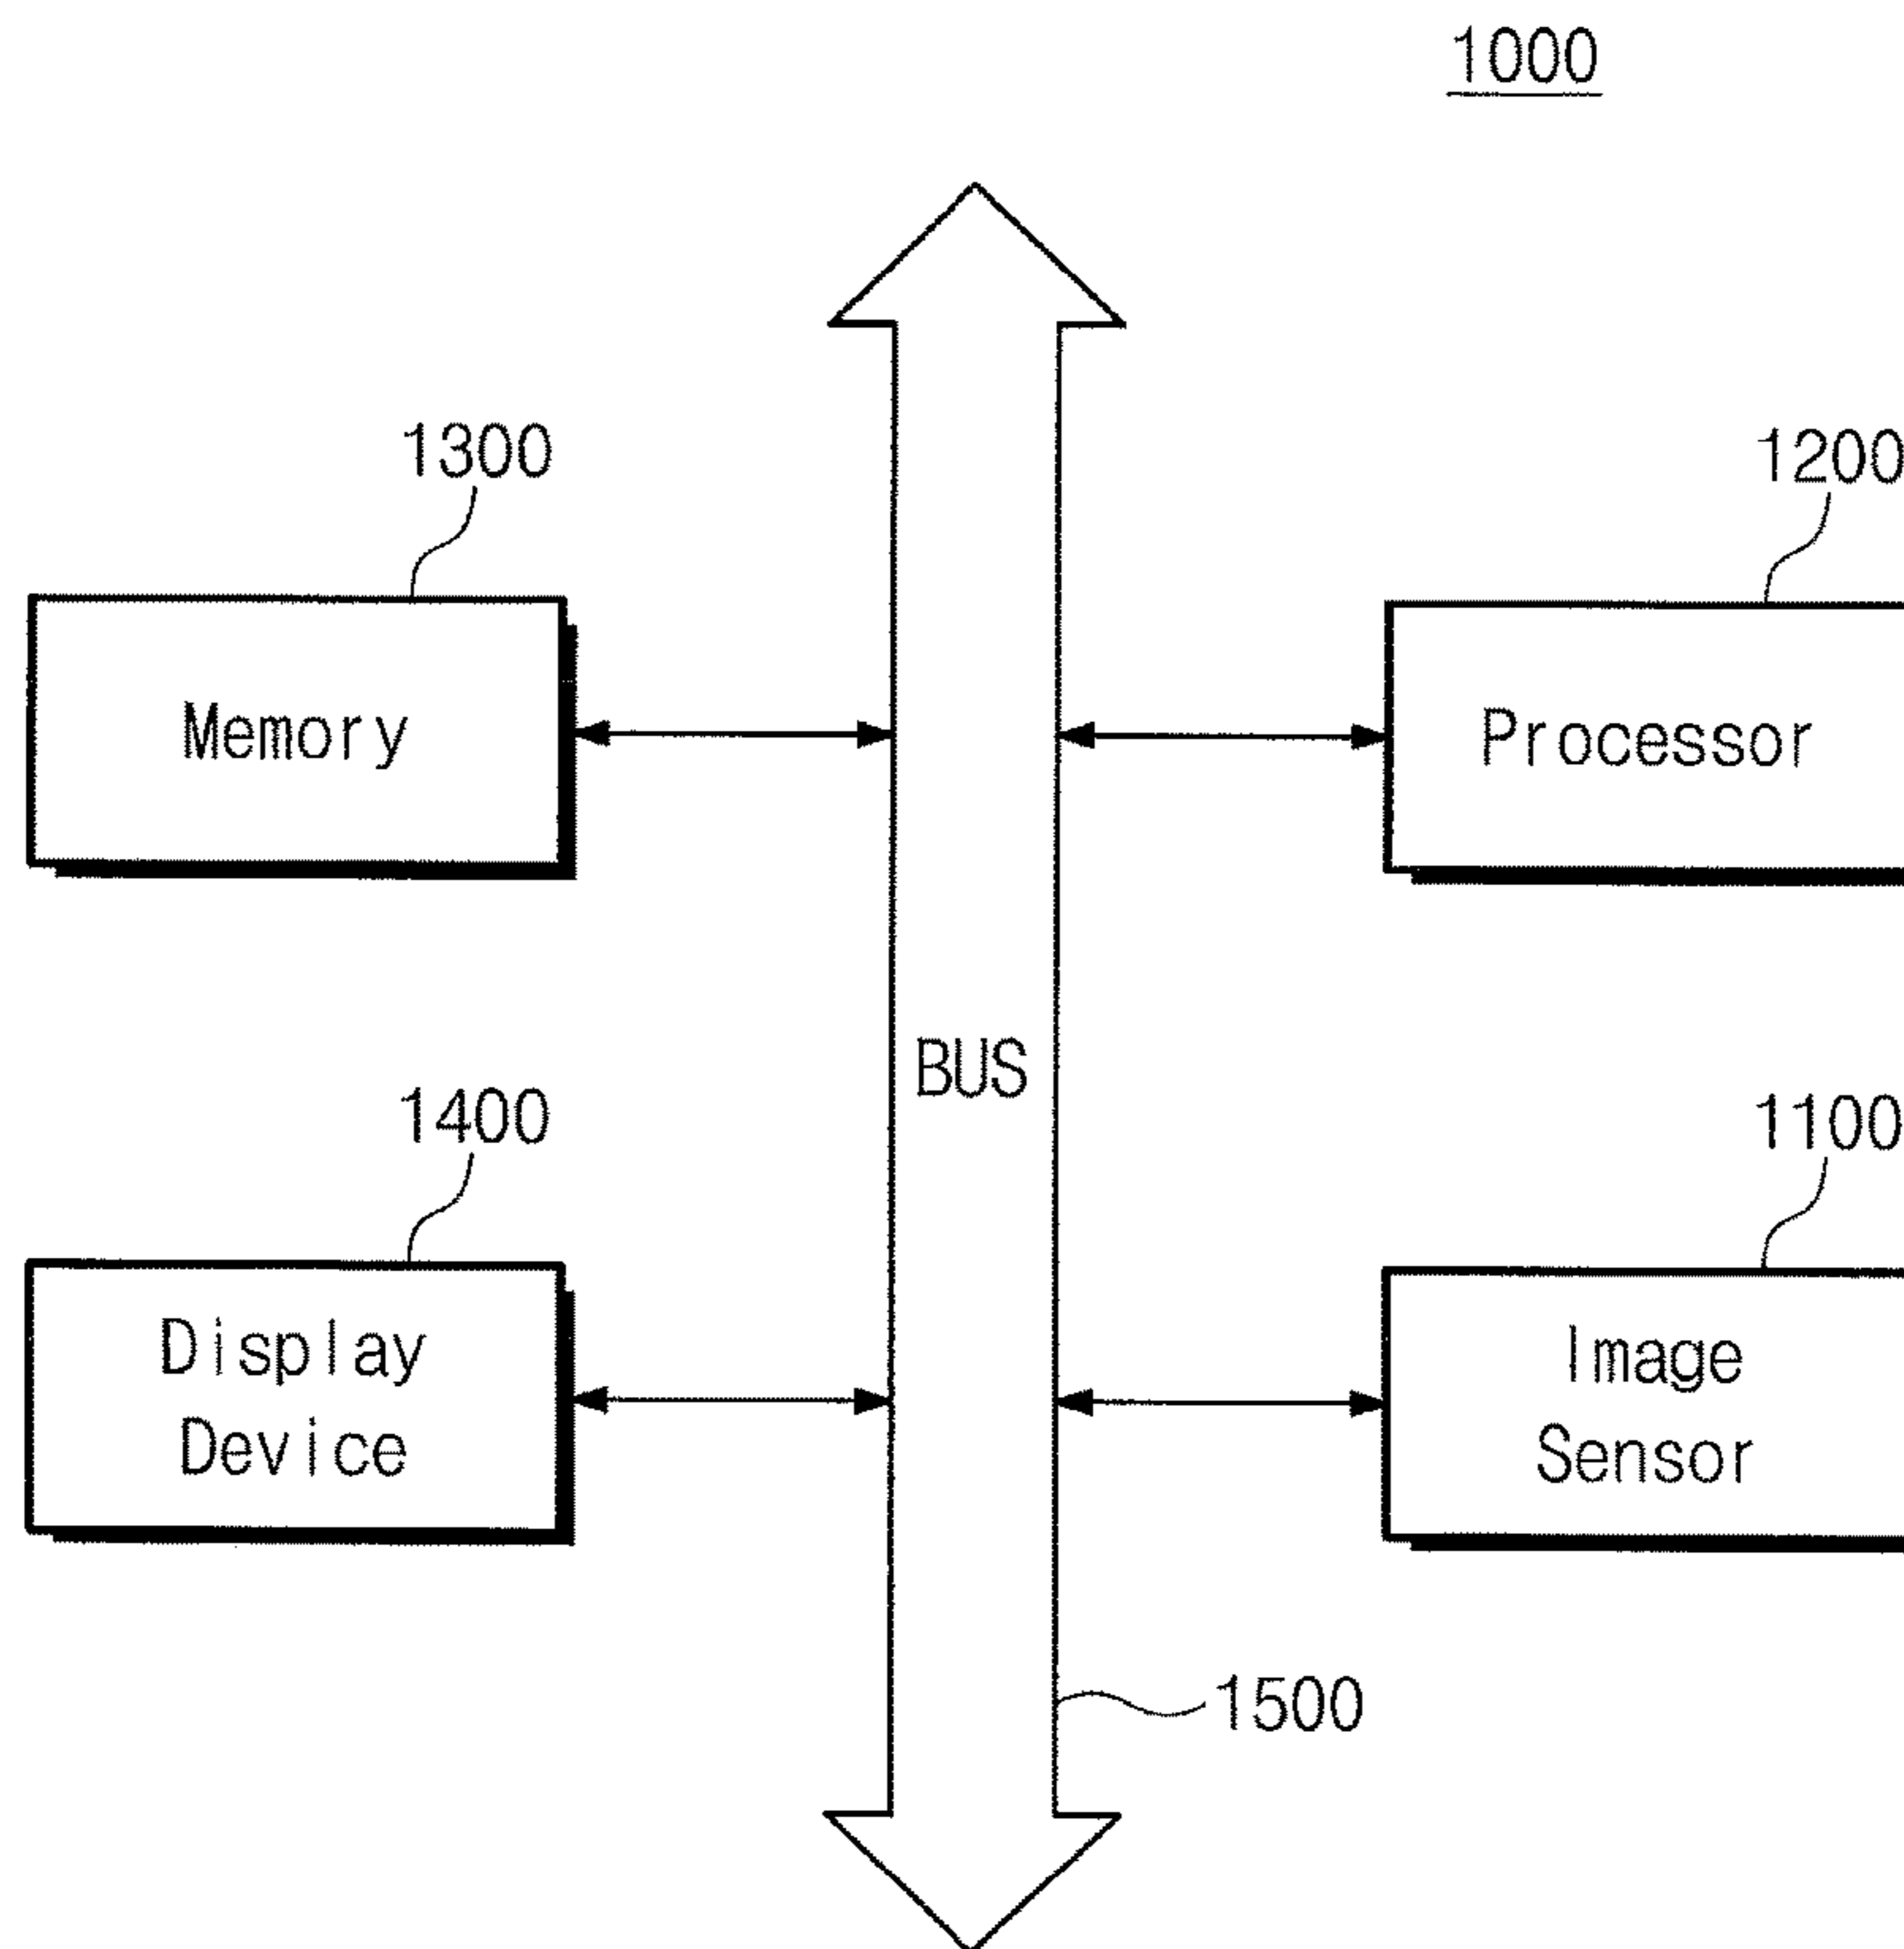 1000
1300
1200
Memory
Processor
BUS
1400
1100
Display
Device
Image
Sensor
1500